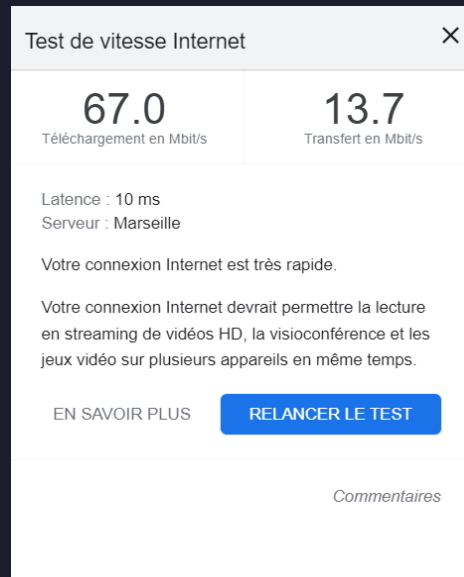 Test de vitesse Internet
67.0
Téléchargement en Mbit/s
13.7
Transfert en Mbit/s
Latence : 10 ms
Serveur : Marseille
Votre connexion Internet est très rapide.
Votre connexion Internet devrait permettre la lecture
en streaming de vidéos HD, la visioconférence et les
jeux vidéo sur plusieurs appareils en même temps.
EN SAVOIR PLUS
RELANCER LE TEST
Commentaires